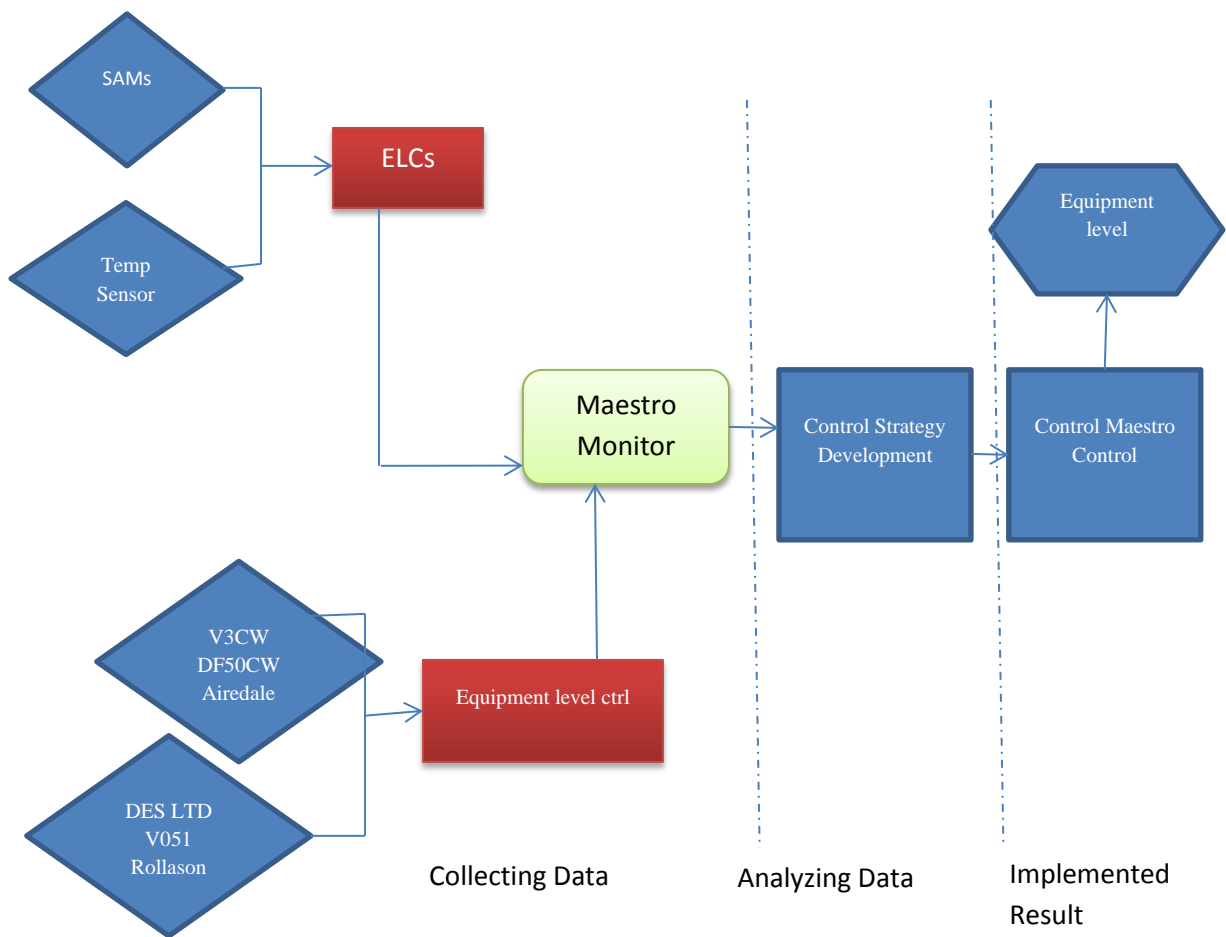 SAMs
ELCs
Temp
Sensor
Equipment
level
Maestro
Monitor
Control Strategy
Development
Control Maestro
Control
V3CW
DF50CW
Airedale
Equipment level ctrl
DES LTD
V051
Rollason
Collecting Data
Analyzing Data
Implemented
Result